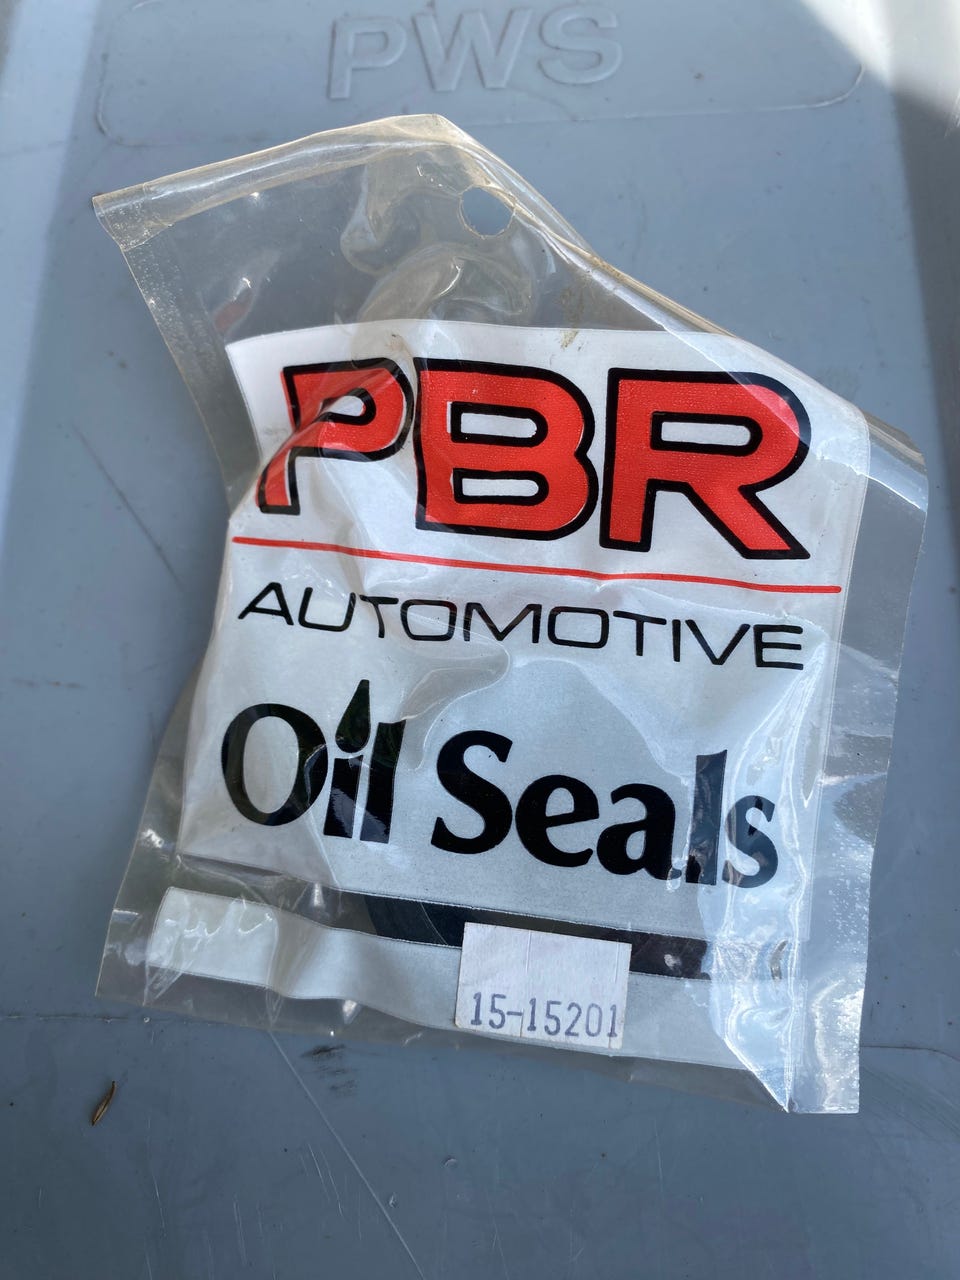 PWS
PBR
AUTOMOTIVE
Oil Seals
15-15201